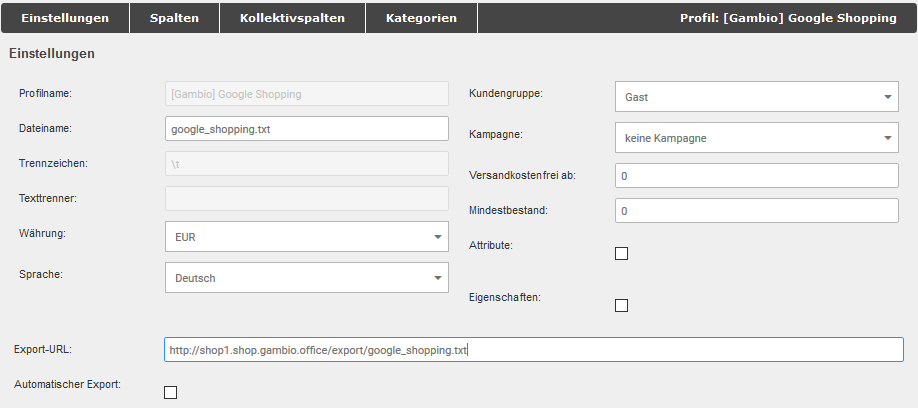 Einstellungen Spalten Kollektivspalten Kategorien Profil: [Gambio] Google Shopping
Einstellungen
Profilname: [Gambio] Google Shopping
Dateiname: google_shopping.txt
Trennzeichen: \t
Texttrenner:
Währung: EUR
Sprache: Deutsch
Kundengruppe: Gast
Kampagne: keine Kampagne
Versandkostenfrei ab: 0
Mindestbestand: 0
Attribute:
Eigenschaften:
Export-URL: http://shop1.shop.gambio.office/export/google_shopping.txt
Automatischer Export: